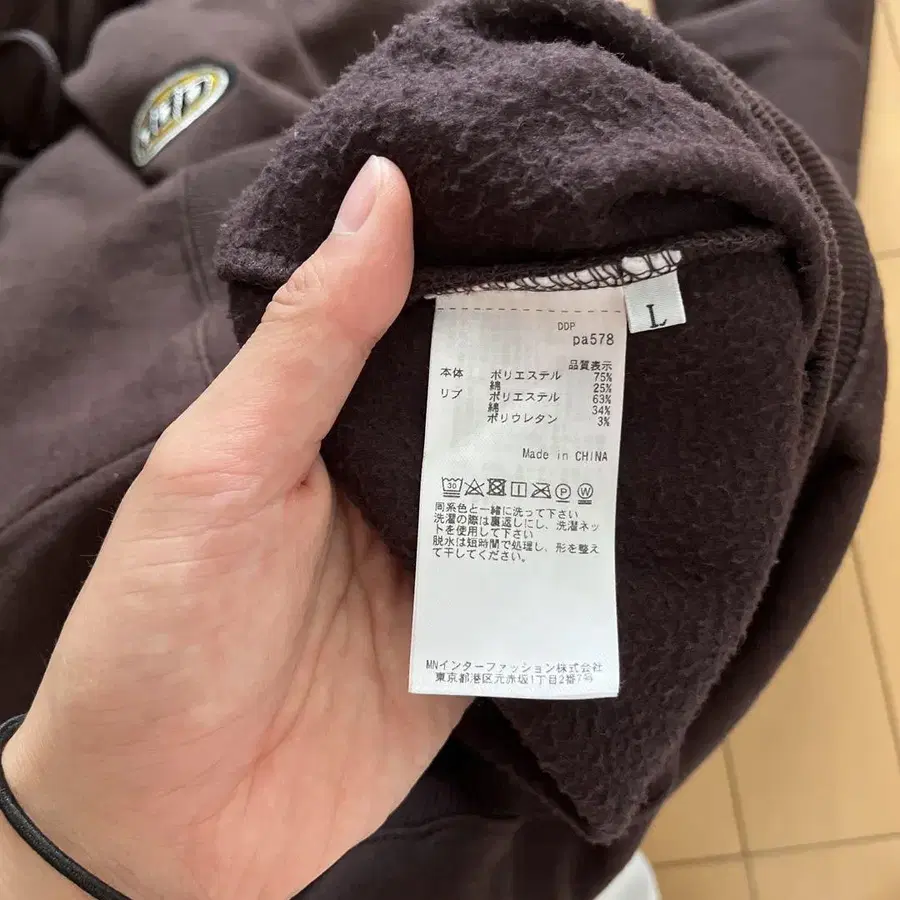 L
DDP
pa578
品質表示
本体 ポリエステル 75%
綿 25%
リブ ポリエステル 63%
綿 34%
ポリウレタン 3%
Made in CHINA
30 P W
同系色と一緒に洗って下さい
洗濯の際は裏返しにし、洗濯ネッ
トを使用して下さい
脱水は短時間で処理し、形を整え
て干してください。
MNインターファッション株式会社
東京都港区元赤坂1丁目2番7号